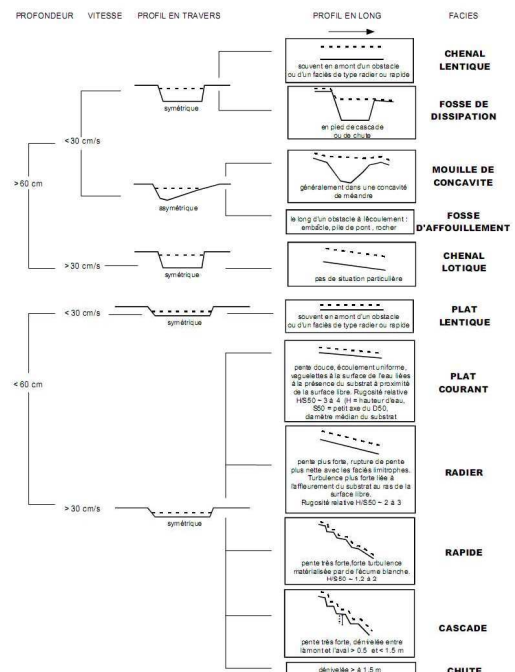 PROFONDEUR VITESSE PROFIL EN TRAVERS PROFIL EN LONG FACIES
souvent en amont d'un obstacle
ou d'un faciès de type radier ou rapide
CHENAL
LENTIQUE
symétrique
en pied de cascade
ou de chute
FOSSE DE
DISSIPATION
<30 cm/s
>60 cm
généralement dans une concavité
de méandre
MOUILLE DE
CONCAVITE
asymétrique
le long d'un obstacle à lécoulement :
embâcle, pile de pont, rocher
FOSSE
D'AFFOUILLEMENT
>30 cm/s
symétrique
pas de situation particulière
CHENAL
LOTIQUE
<30 cm/s
symétrique
souvent en amont d'un obstacle
ou d'un faciès de type radier ou rapide
PLAT
LENTIQUE
<60 cm
pente douce, écoulement uniforme,
vaguelettes à la surface de l'eau liées
à la présence du substrat à proximité
de la surface libre. Rugosité relative
H/S50 ~ 3 à 4 (H = hauteur d'eau,
S50 = petit axe du D50,
diamètre médian du substrat
PLAT
COURANT
pente plus forte, rupture de pente
plus nette avec les faciès limitrophes.
Turbulence plus forte liée à
l'affleurement du substrat au ras de la
surface libre.
Rugosité relative H/S50 ~ 2 à 3
RADIER
>30 cm/s
symétrique
pente très forte, forte turbulence
matérialisée par de l'écume blanche,
H/S50 ~ 1.2 à 2
RAPIDE
pente très forte, dénivelée entre
lamont et l'aval > 0.5 et < 1.5 m
CASCADE
dénivelée > à 1.5 m
CHUTE